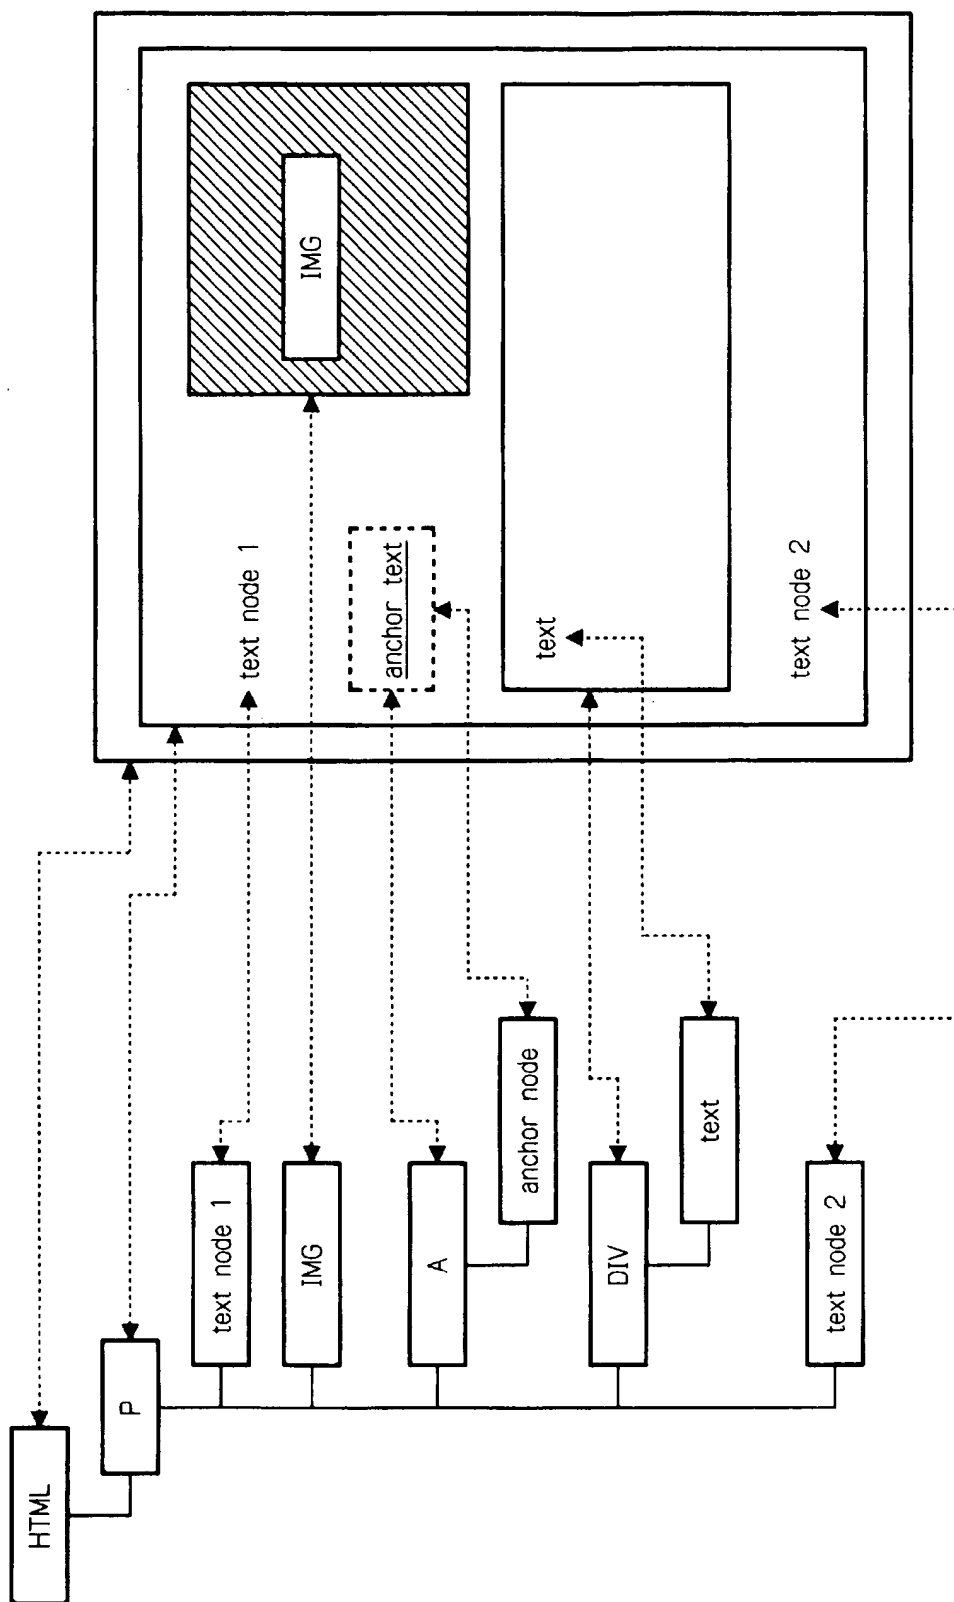 HTML
P
text node 1
IMG
A
anchor node
DIV
text
text node 2
text node 1
IMG
anchor text
text
text node 2